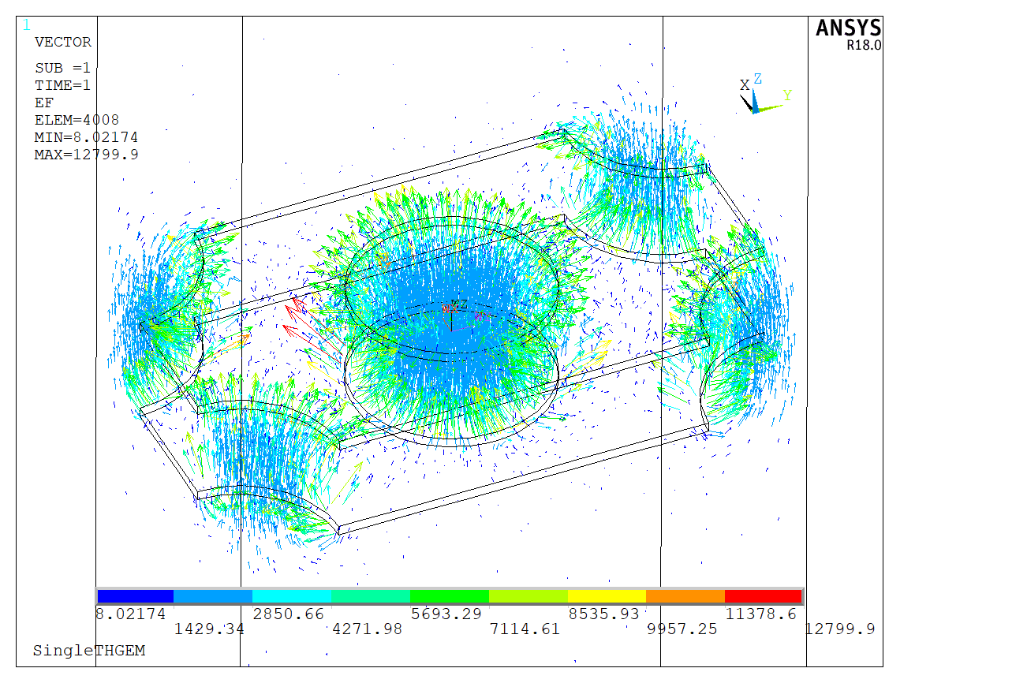 1
VECTOR
SUB =1
TIME=1
EF
ELEM=4008
MIN=8.02174
MAX=12799.9
ANSYS
R18.0
X Z Y
8.02174 2850.66 5693.29 8535.93 11378.6
1429.34 4271.98 7114.61 9957.25 12799.9
SingleTHGEM